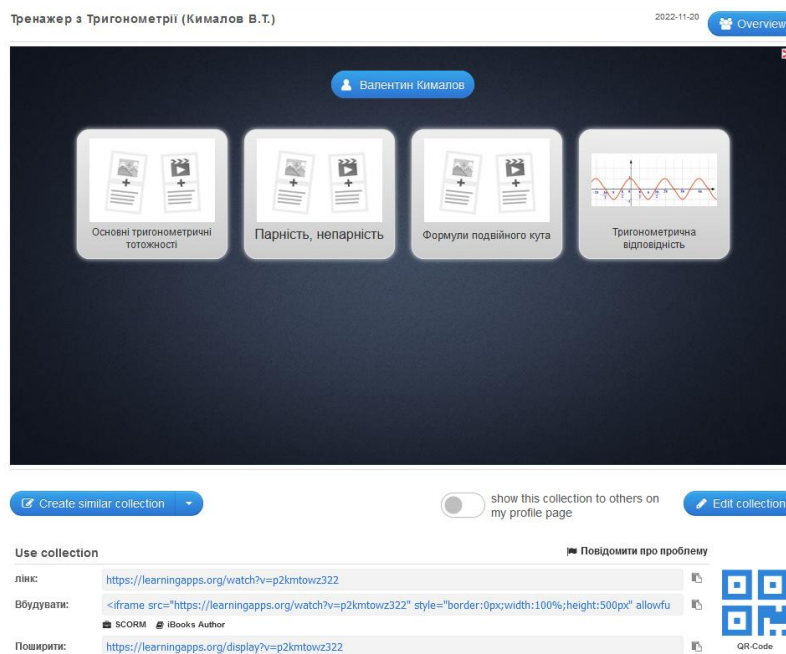 Тренажер з Тригонометрії (Кималов В.Т.)
2022-11-20
Overview
Валентин Кималов
Основні тригонометричні
тотожності
Парність, непарність
Формули подвійного кута
Тригонометрична
відповідність
Create similar collection
show this collection to others on
my profile page
Edit collection
Use collection
Повідомити про проблему
лінк:
https://learningapps.org/watch?v=p2kmtowz322
Вбудувати:
<iframe src="https://learningapps.org/watch?v=p2kmtowz322" style="border:0px;width:100%;height:500px" allowfu
SCORM iBooks Author
Поширити:
https://learningapps.org/display?v=p2kmtowz322
QR-Code